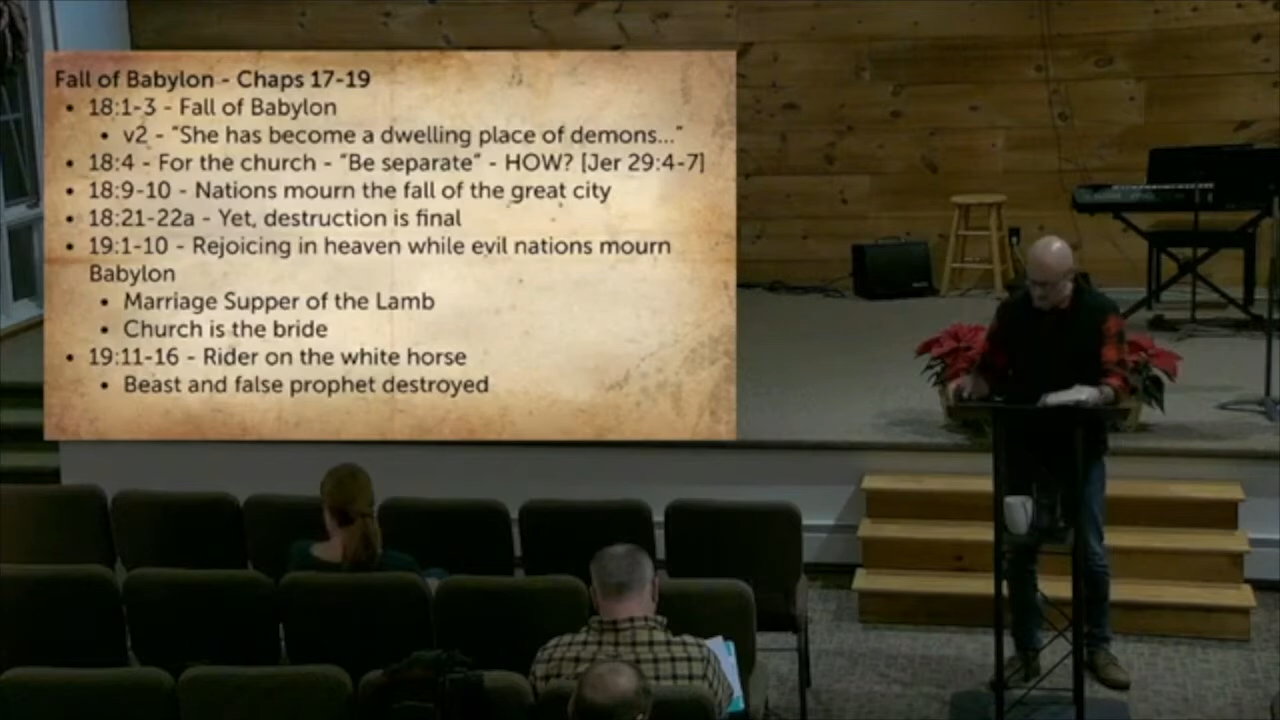 Fall of Babylon - Chaps 17-19
• 18:1-3 - Fall of Babylon
• v2 - "She has become a dwelling place of demons..."
• 18:4 - For the church - "Be separate" - HOW? [Jer 29:4-7]
• 18:9-10 - Nations mourn the fall of the great city
• 18:21-22a - Yet, destruction is final
• 19:1-10 - Rejoicing in heaven while evil nations mourn
Babylon
• Marriage Supper of the Lamb
• Church is the bride
• 19:11-16 - Rider on the white horse
• Beast and false prophet destroyed